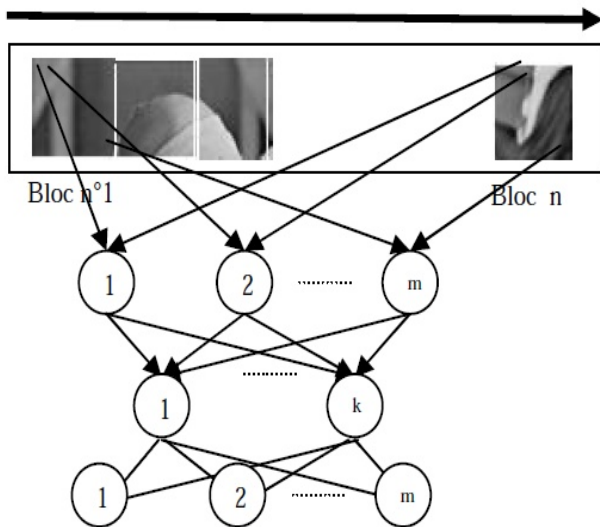 Bloc n°1
Bloc n
1 2 .......... m
..........
1 k
1 2 .......... m